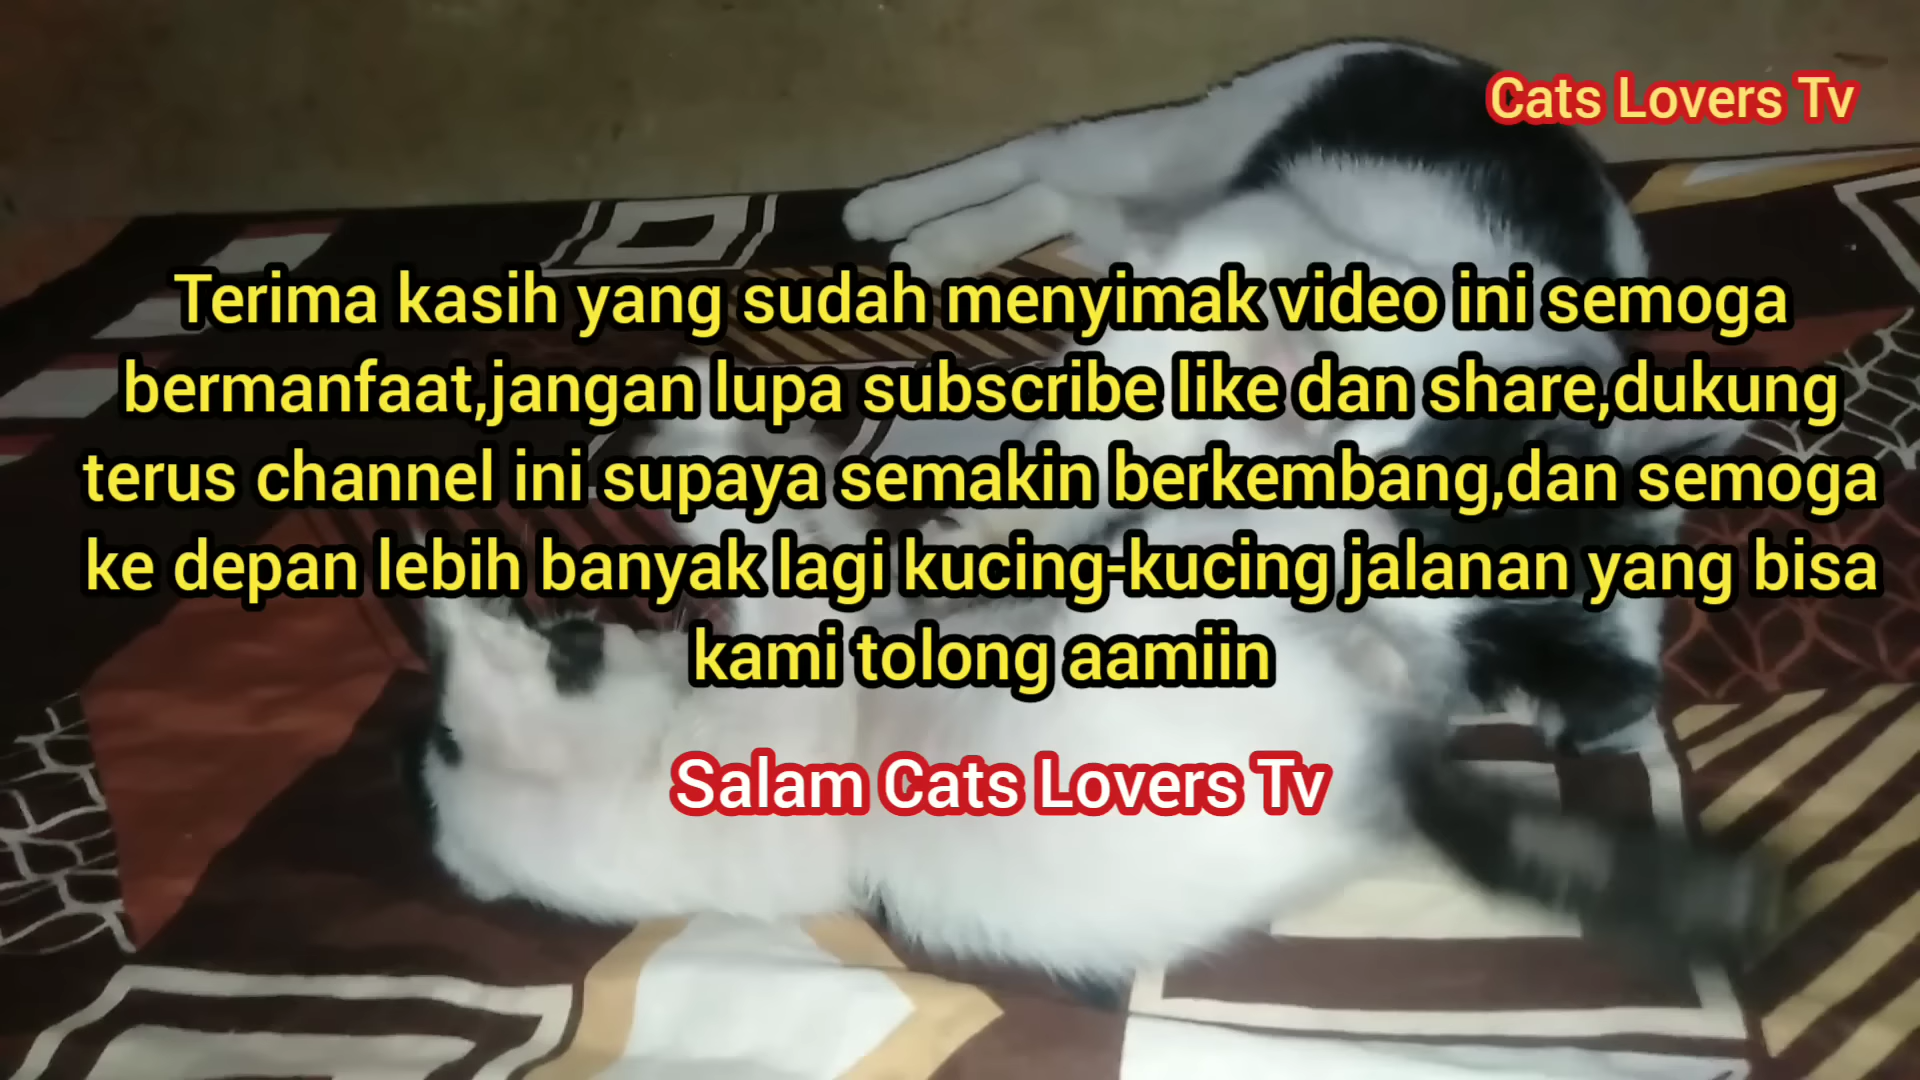 Cats Lovers Tv
Terima kasih yang sudah menyimak video ini semoga
bermanfaat,jangan lupa subscribe like dan share,dukung
terus channel ini supaya semakin berkembang,dan semoga
ke depan lebih banyak lagi kucing-kucing jalanan yang bisa
kami tolong aamiin
Salam Cats Lovers Tv